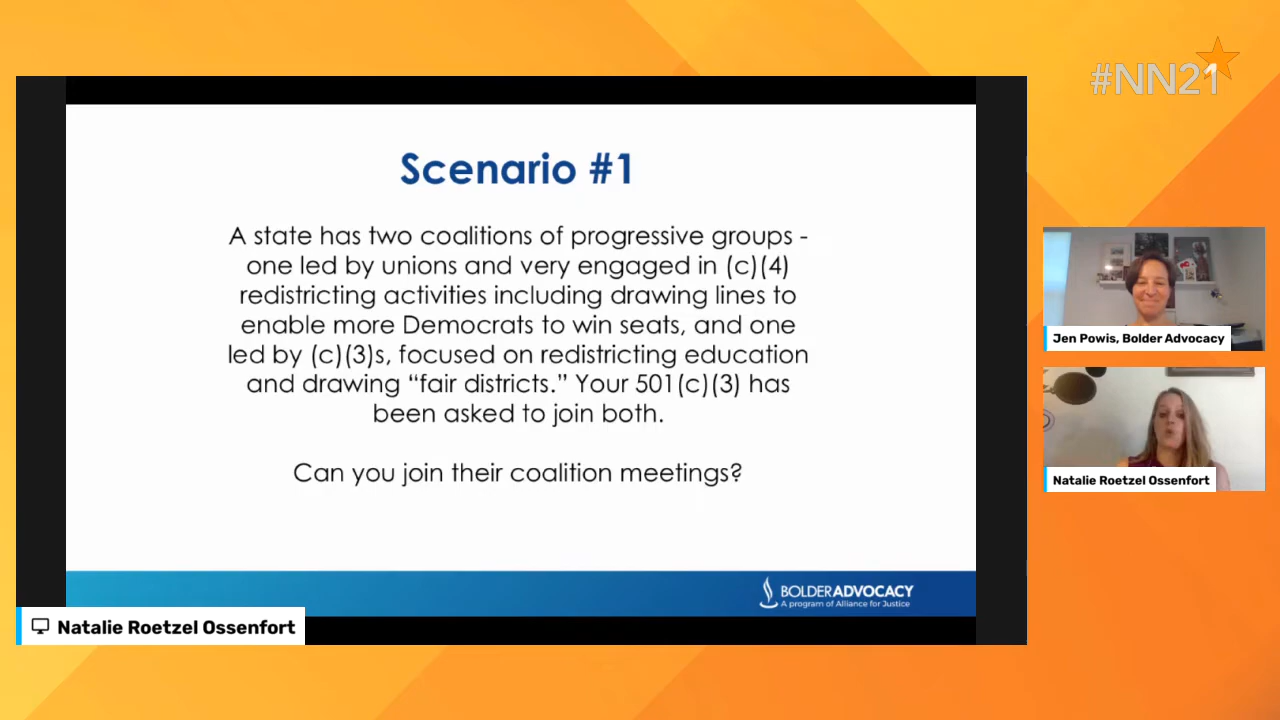 #NN21
Scenario #1
A state has two coalitions of progressive groups -
one led by unions and very engaged in (c)(4)
redistricting activities including drawing lines to
enable more Democrats to win seats, and one
led by (c)(3)s, focused on redistricting education
and drawing “fair districts.” Your 501(c)(3) has
been asked to join both.
Can you join their coalition meetings?
BOLDERADVOCACY
A program of Alliance for Justice
Natalie Roetzel Ossenfort
Jen Powis, Bolder Advocacy
Natalie Roetzel Ossenfort